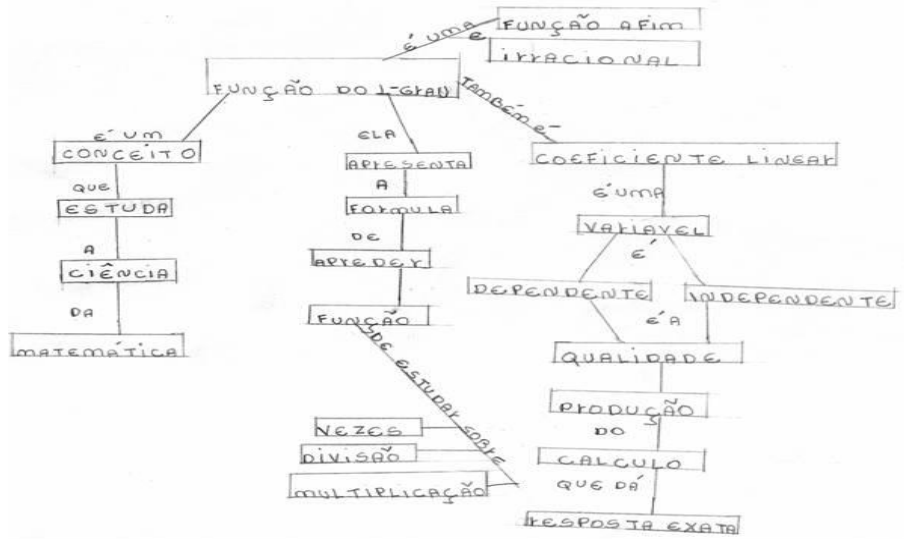 É UMA
FUNÇÃO AFIM
e
irracional
FUNÇÃO DO 1-GRAU
É UM
CONCEITO
QUE
ESTUDA
A
CIÊNCIA
DA
MATEMÁTICA
ELA
APRESENTA
A
FORMULA
DE
APREDER
FUNÇÃO
DE ESTUDAR SOBRE
VEZES
DIVISÃO
MULTIPLICAÇÃO
TAMBÉM É
COEFICIENTE LINEAR
É UMA
VARIAVEL
É
DEPENDENTE
INDEPENDENTE
É A
QUALIDADE
PRODUÇÃO
DO
CALCULO
QUE DÁ
RESPOSTA EXATA